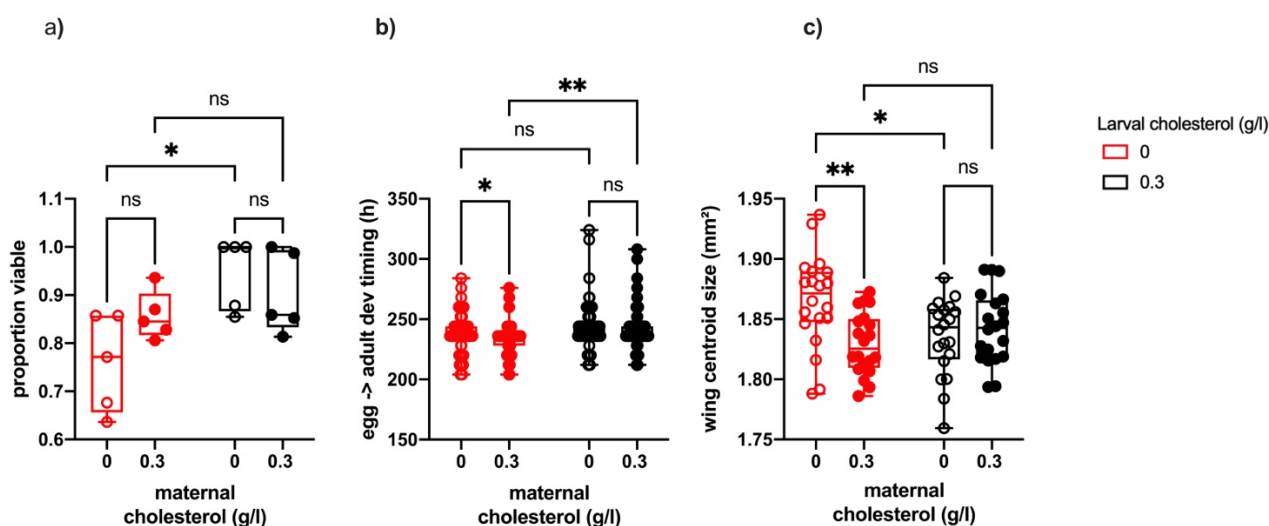 a)
ns
ns
*
ns
ns
proportion viable
1.1
1.0
0.9
0.8
0.7
0.6
0
0.3
0
0.3
maternal
cholesterol (g/l)
b)
**
ns
*
ns
egg -> adult dev timing (h)
350
300
250
200
150
0
0.3
0
0.3
maternal
cholesterol (g/l)
c)
ns
*
**
ns
wing centroid size (mm²)
1.95
1.90
1.85
1.80
1.75
0
0.3
0
0.3
maternal
cholesterol (g/l)
Larval cholesterol (g/l)
0
0.3